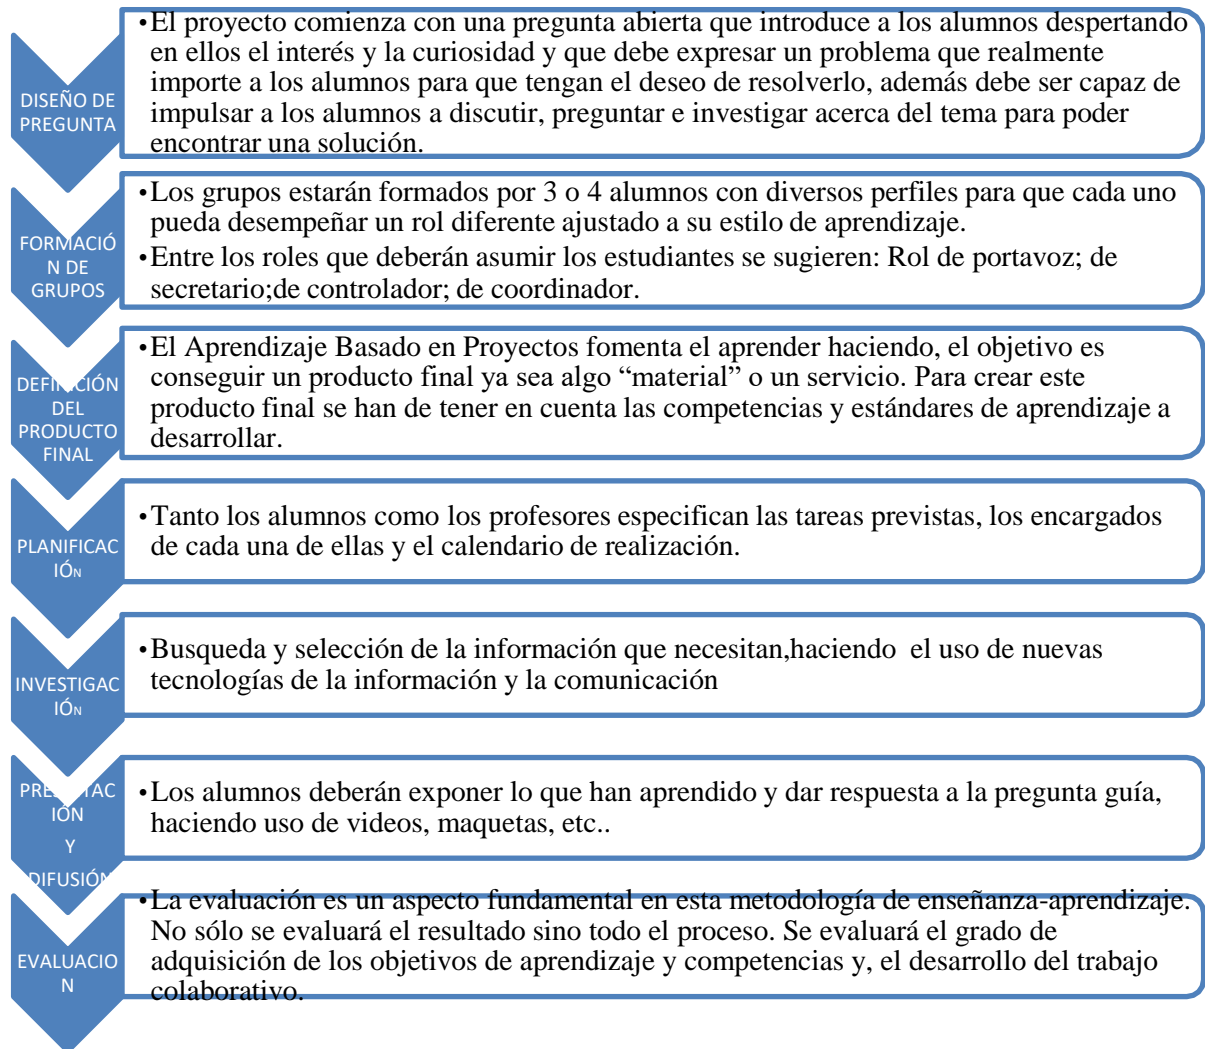 DISEÑO DE
PREGUNTA
•El proyecto comienza con una pregunta abierta que introduce a los alumnos despertando
en ellos el interés y la curiosidad y que debe expresar un problema que realmente
importe a los alumnos para que tengan el deseo de resolverlo, además debe ser capaz de
impulsar a los alumnos a discutir, preguntar e investigar acerca del tema para poder
encontrar una solución.
FORMACIÓ
N DE
GRUPOS
•Los grupos estarán formados por 3 o 4 alumnos con diversos perfiles para que cada uno
pueda desempeñar un rol diferente ajustado a su estilo de aprendizaje.
•Entre los roles que deberán asumir los estudiantes se sugieren: Rol de portavoz; de
secretario;de controlador; de coordinador.
DEFINICIÓN
DEL
PRODUCTO
FINAL
•El Aprendizaje Basado en Proyectos fomenta el aprender haciendo, el objetivo es
conseguir un producto final ya sea algo “material” o un servicio. Para crear este
producto final se han de tener en cuenta las competencias y estándares de aprendizaje a
desarrollar.
PLANIFICAC
IÓN
•Tanto los alumnos como los profesores especifican las tareas previstas, los encargados
de cada una de ellas y el calendario de realización.
INVESTIGAC
IÓN
•Busqueda y selección de la información que necesitan,haciendo  el uso de nuevas
tecnologías de la información y la comunicación
PRESENTAC
IÓN
Y
DIFUSIÓN
•Los alumnos deberán exponer lo que han aprendido y dar respuesta a la pregunta guía,
haciendo uso de videos, maquetas, etc..
EVALUACIO
N
•La evaluación es un aspecto fundamental en esta metodología de enseñanza-aprendizaje.
No sólo se evaluará el resultado sino todo el proceso. Se evaluará el grado de
adquisición de los objetivos de aprendizaje y competencias y, el desarrollo del trabajo
colaborativo.